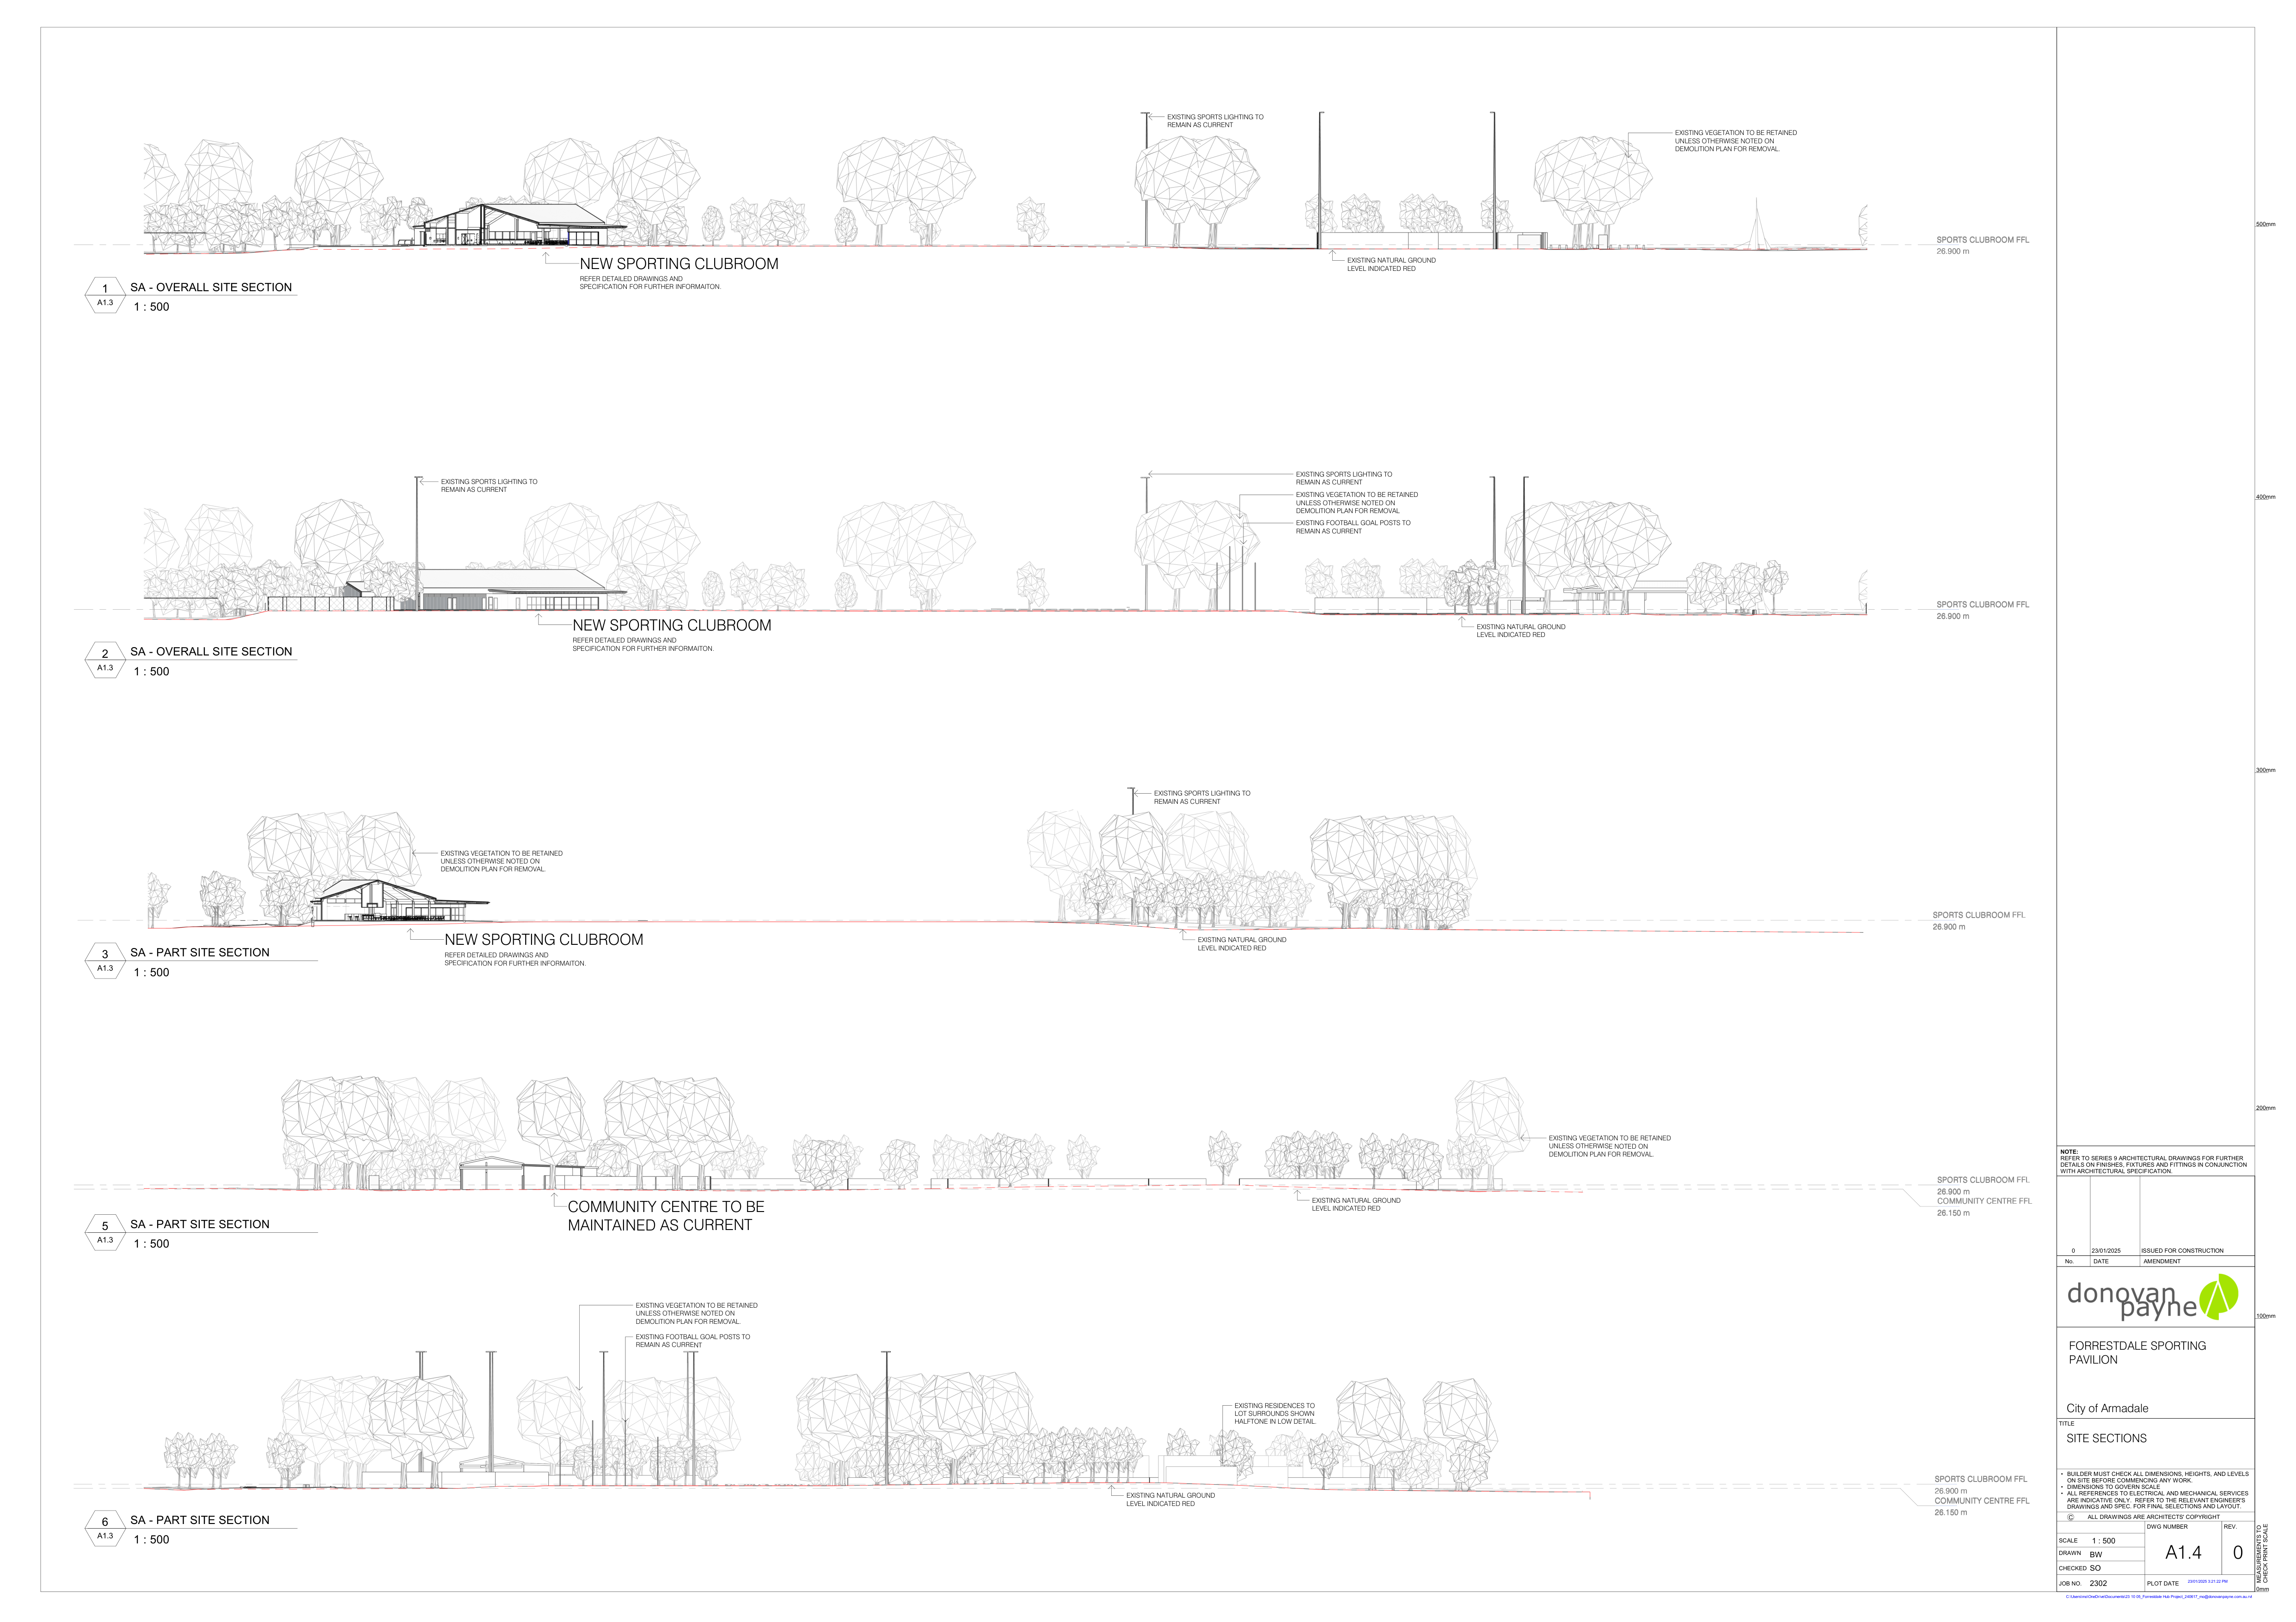 EXISTING SPORTS LIGHTING TO
REMAIN AS CURRENT
EXISTING VEGETATION TO BE RETAINED
UNLESS OTHERWISE NOTED ON
DEMOLITION PLAN FOR REMOVAL.
SPORTS CLUBROOM FFL
26.900 m
NEW SPORTING CLUBROOM
REFER DETAILED DRAWINGS AND
SPECIFICATION FOR FURTHER INFORMAITON.
EXISTING NATURAL GROUND
LEVEL INDICATED RED
1
A1.3
SA - OVERALL SITE SECTION
1 : 500
EXISTING SPORTS LIGHTING TO
REMAIN AS CURRENT
EXISTING SPORTS LIGHTING TO
REMAIN AS CURRENT
EXISTING VEGETATION TO BE RETAINED
UNLESS OTHERWISE NOTED ON
DEMOLITION PLAN FOR REMOVAL
EXISTING FOOTBALL GOAL POSTS TO
REMAIN AS CURRENT
SPORTS CLUBROOM FFL
26.900 m
NEW SPORTING CLUBROOM
REFER DETAILED DRAWINGS AND
SPECIFICATION FOR FURTHER INFORMAITON.
EXISTING NATURAL GROUND
LEVEL INDICATED RED
2
A1.3
SA - OVERALL SITE SECTION
1 : 500
EXISTING SPORTS LIGHTING TO
REMAIN AS CURRENT
EXISTING VEGETATION TO BE RETAINED
UNLESS OTHERWISE NOTED ON
DEMOLITION PLAN FOR REMOVAL.
SPORTS CLUBROOM FFL
26.900 m
NEW SPORTING CLUBROOM
REFER DETAILED DRAWINGS AND
SPECIFICATION FOR FURTHER INFORMAITON.
EXISTING NATURAL GROUND
LEVEL INDICATED RED
3
A1.3
SA - PART SITE SECTION
1 : 500
EXISTING VEGETATION TO BE RETAINED
UNLESS OTHERWISE NOTED ON
DEMOLITION PLAN FOR REMOVAL.
SPORTS CLUBROOM FFL
26.900 m
COMMUNITY CENTRE FFL
26.150 m
COMMUNITY CENTRE TO BE
MAINTAINED AS CURRENT
EXISTING NATURAL GROUND
LEVEL INDICATED RED
5
A1.3
SA - PART SITE SECTION
1 : 500
EXISTING VEGETATION TO BE RETAINED
UNLESS OTHERWISE NOTED ON
DEMOLITION PLAN FOR REMOVAL.
EXISTING FOOTBALL GOAL POSTS TO
REMAIN AS CURRENT
EXISTING RESIDENCES TO
LOT SURROUNDS SHOWN
HALFTONE IN LOW DETAIL.
SPORTS CLUBROOM FFL
26.900 m
COMMUNITY CENTRE FFL
26.150 m
EXISTING NATURAL GROUND
LEVEL INDICATED RED
6
A1.3
SA - PART SITE SECTION
1 : 500
NOTE:
REFER TO SERIES 9 ARCHITECTURAL DRAWINGS FOR FURTHER
DETAILS ON FINISHES, FIXTURES AND FITTINGS IN CONJUNCTION
WITH ARCHITECTURAL SPECIFICATION.
0 23/01/2025 ISSUED FOR CONSTRUCTION
No. DATE AMENDMENT
donovan
payne
FORRESTDALE SPORTING
PAVILION
City of Armadale
TITLE
SITE SECTIONS
• BUILDER MUST CHECK ALL DIMENSIONS, HEIGHTS, AND LEVELS
ON SITE BEFORE COMMENCING ANY WORK.
• DIMENSIONS TO GOVERN SCALE
• ALL REFERENCES TO ELECTRICAL AND MECHANICAL SERVICES
ARE INDICATIVE ONLY. REFER TO THE RELEVANT ENGINEER'S
DRAWINGS AND SPEC. FOR FINAL SELECTIONS AND LAYOUT.
© ALL DRAWINGS ARE ARCHITECTS' COPYRIGHT
DWG NUMBER REV.
SCALE 1 : 500
A1.4 0
DRAWN BW
CHECKED SO
JOB NO. 2302
PLOT DATE 23/01/2025 3:21:22 PM
500mm
400mm
300mm
200mm
100mm
0mm
MEASUREMENTS TO
CHECK PRINT SCALE